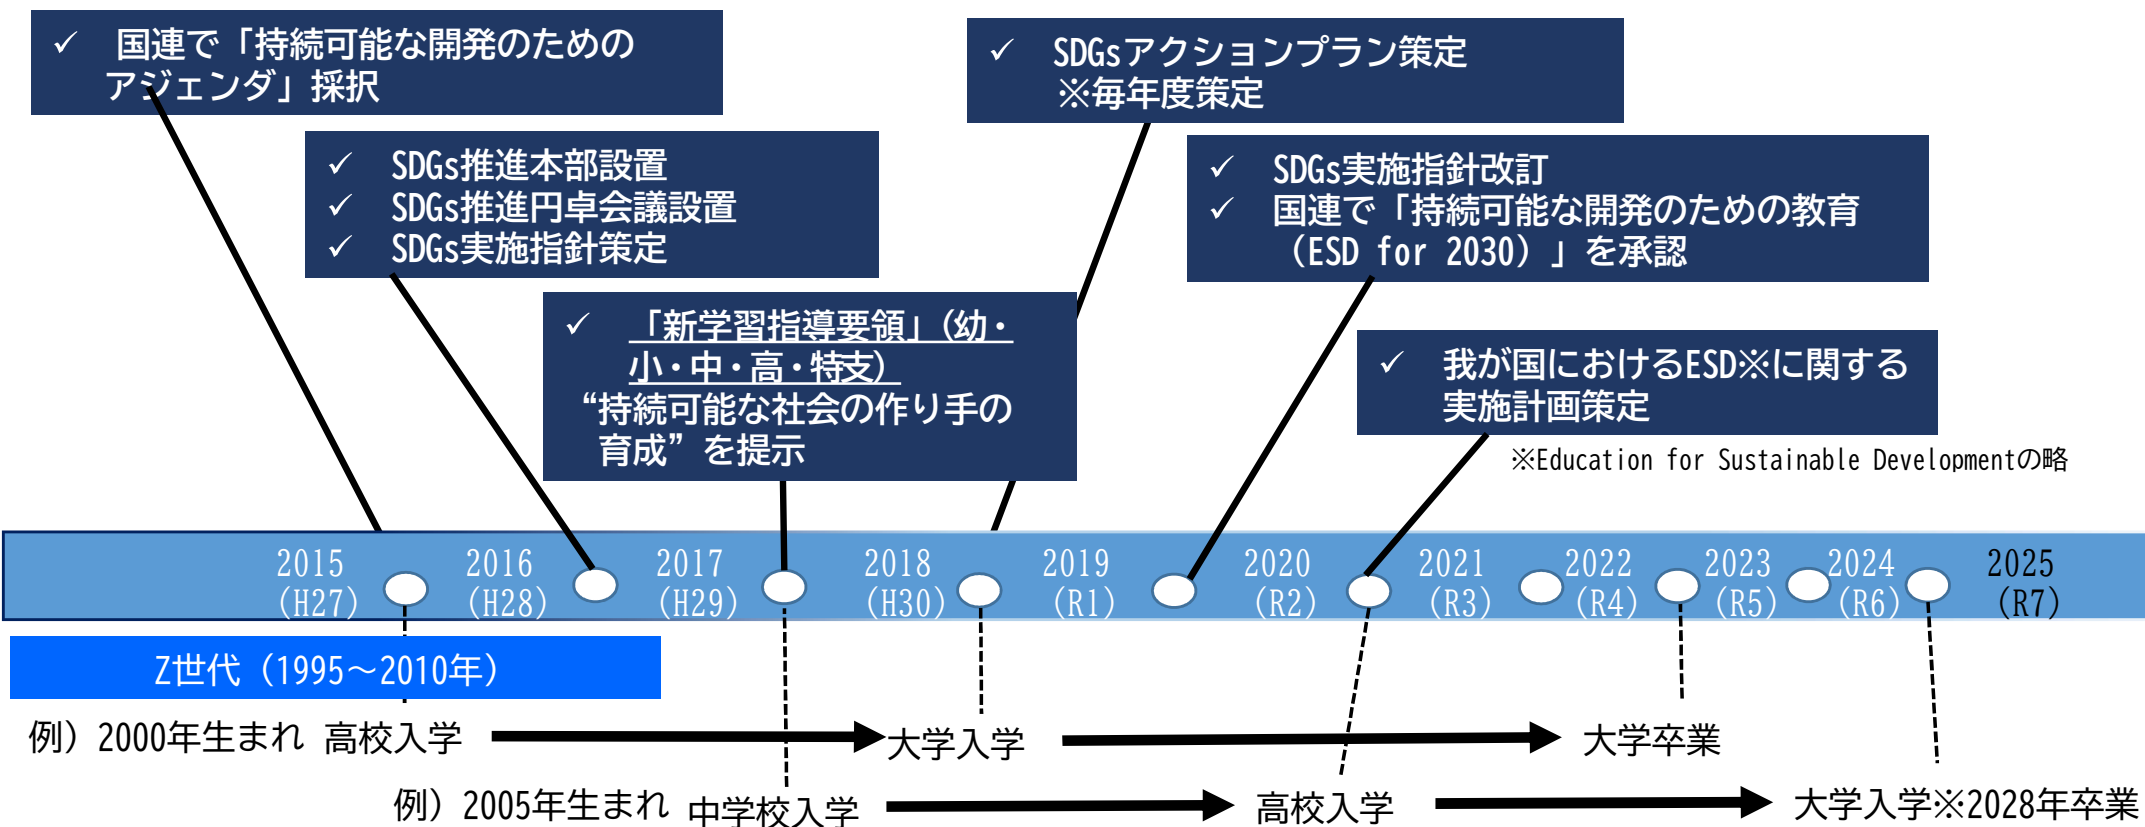 ✓ 国連で「持続可能な開発のための
アジェンダ」採択
✓ SDGsアクションプラン策定
※毎年度策定
✓ SDGs推進本部設置
✓ SDGs推進円卓会議設置
✓ SDGs実施指針策定
✓ SDGs実施指針改訂
✓ 国連で「持続可能な開発のための教育
（ESD for 2030）」を承認
✓ 「新学習指導要領」(幼・
小・中・高・特支)
“持続可能な社会の作り手の
育成”を提示
✓ 我が国におけるESD※に関する
実施計画策定
※Education for Sustainable Developmentの略
2015 2016 2017 2018 2019 2020 2021 2022 2023 2024 2025
(H27) (H28) (H29) (H30) (R1) (R2) (R3) (R4) (R5) (R6) (R7)
Z世代（1995～2010年）
例）2000年生まれ 高校入学 大学入学 大学卒業
例）2005年生まれ 中学校入学 高校入学 大学入学※2028年卒業